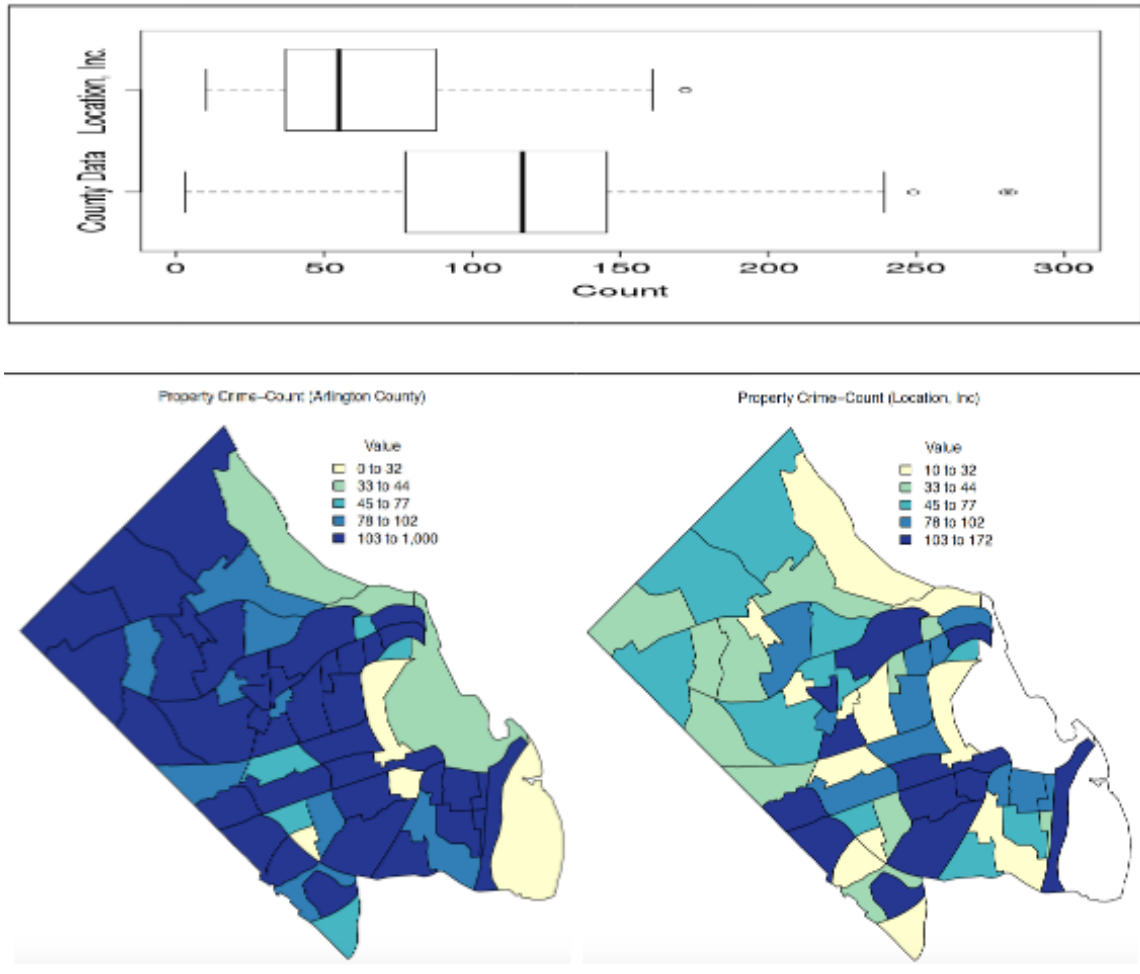 Location, Inc.
County Data
0 50 100 150 200 250 300
Count
Property Crime-Count (Arlington County)
Value
0 to 32
33 to 44
45 to 77
78 to 102
103 to 1,000
Property Crime-Count (Location, Inc)
Value
10 to 32
33 to 44
45 to 77
78 to 102
103 to 172